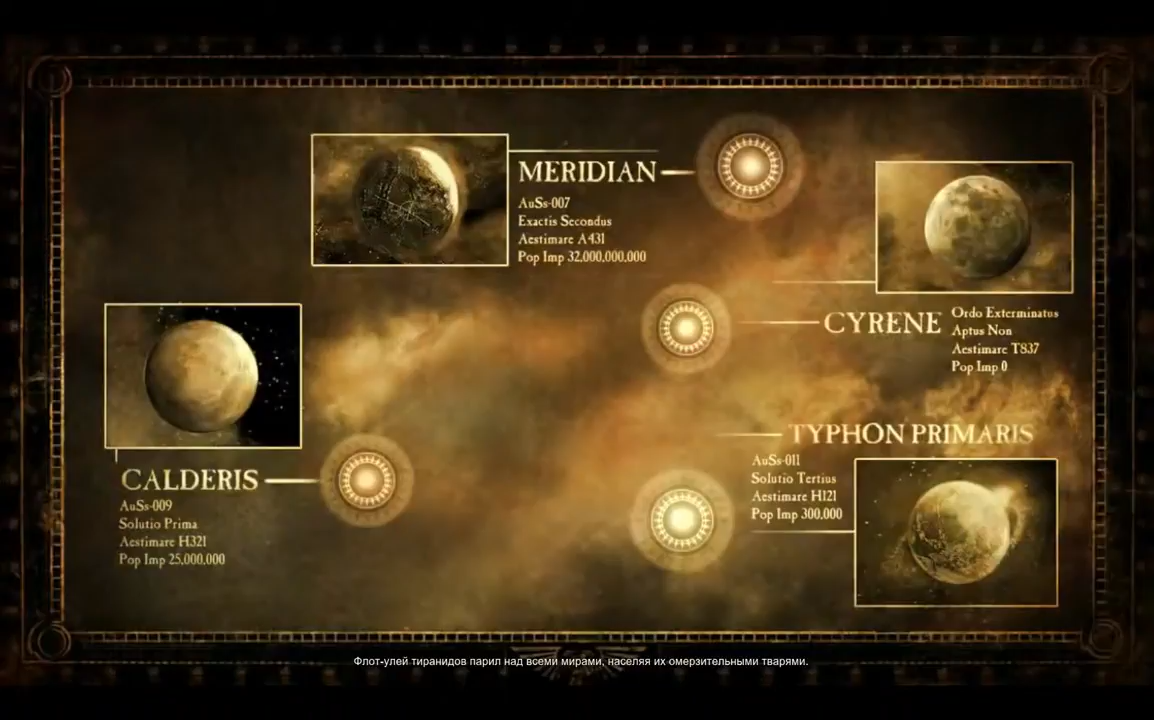 MERIDIAN
AuSs-007
Exactis Secundus
Aestimare A431
Pop Imp 32,000,000,000
CYRENE
Ordo Exterminatus
Aptus Non
Aestimare T837
Pop Imp 0
TYPHON PRIMARIS
AuSs-011
Solutio Tertius
Aestimare H121
Pop Imp 300,000
CALDERIS
AuSs-009
Solutio Prima
Aestimare H321
Pop Imp 25,000,000
Флот-улей тиранидов парил над всеми мирами, населяя их омерзительными тварями.